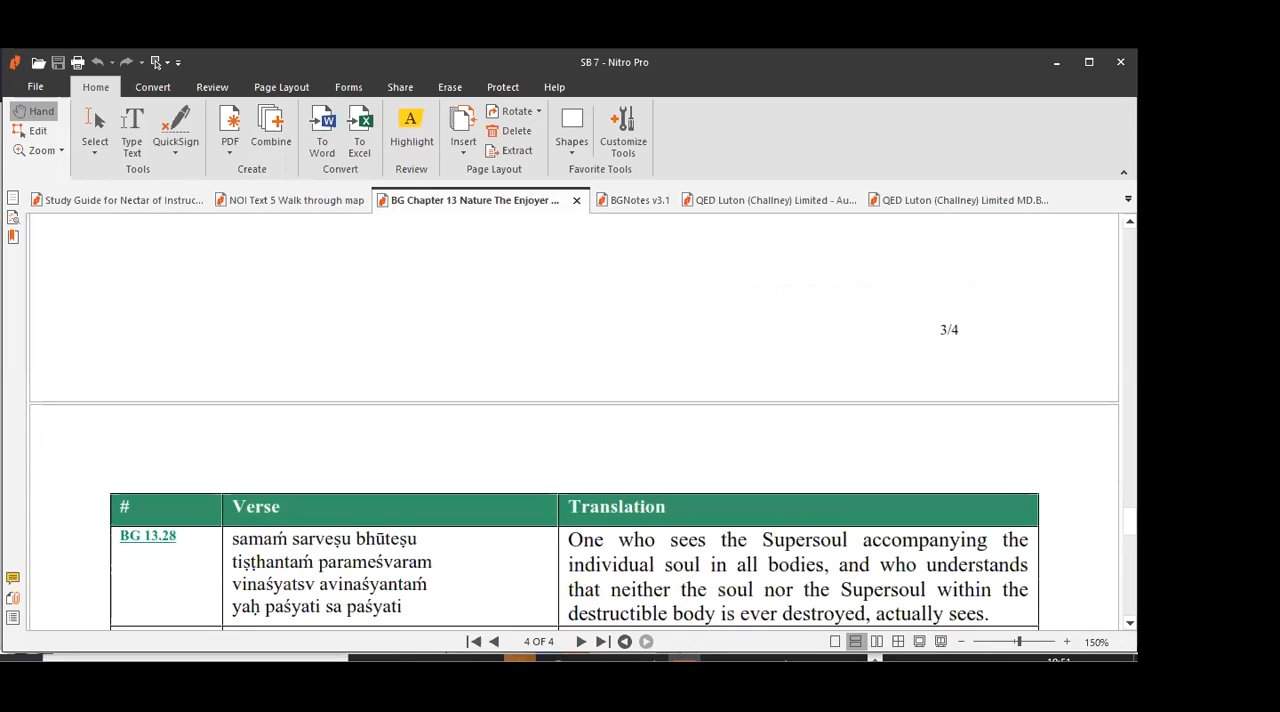 SB 7 - Nitro Pro
File Home Convert Review Page Layout Forms Share Erase Protect Help
Hand
Edit
Zoom
Select
Type Text
QuickSign
PDF
Combine
To Word
To Excel
Highlight
Insert
Rotate
Delete
Extract
Shapes
Customize Tools
Tools Create Convert Review Page Layout Favorite Tools
Study Guide for Nectar of Instruc... NOI Text 5 Walk through map BG Chapter 13 Nature The Enjoyer ... BGNotes v3.1 QED Luton (Challney) Limited - Au... QED Luton (Challney) Limited MD.B...
3/4
# Verse Translation
BG 13.28
samaṁ sarveṣu bhūteṣu
tiṣṭhantaṁ parameśvaram
vinaśyatsv avinaśyantaṁ
yaḥ paśyati sa paśyati
One who sees the Supersoul accompanying the
individual soul in all bodies, and who understands
that neither the soul nor the Supersoul within the
destructible body is ever destroyed, actually sees.
4 OF 4
150%